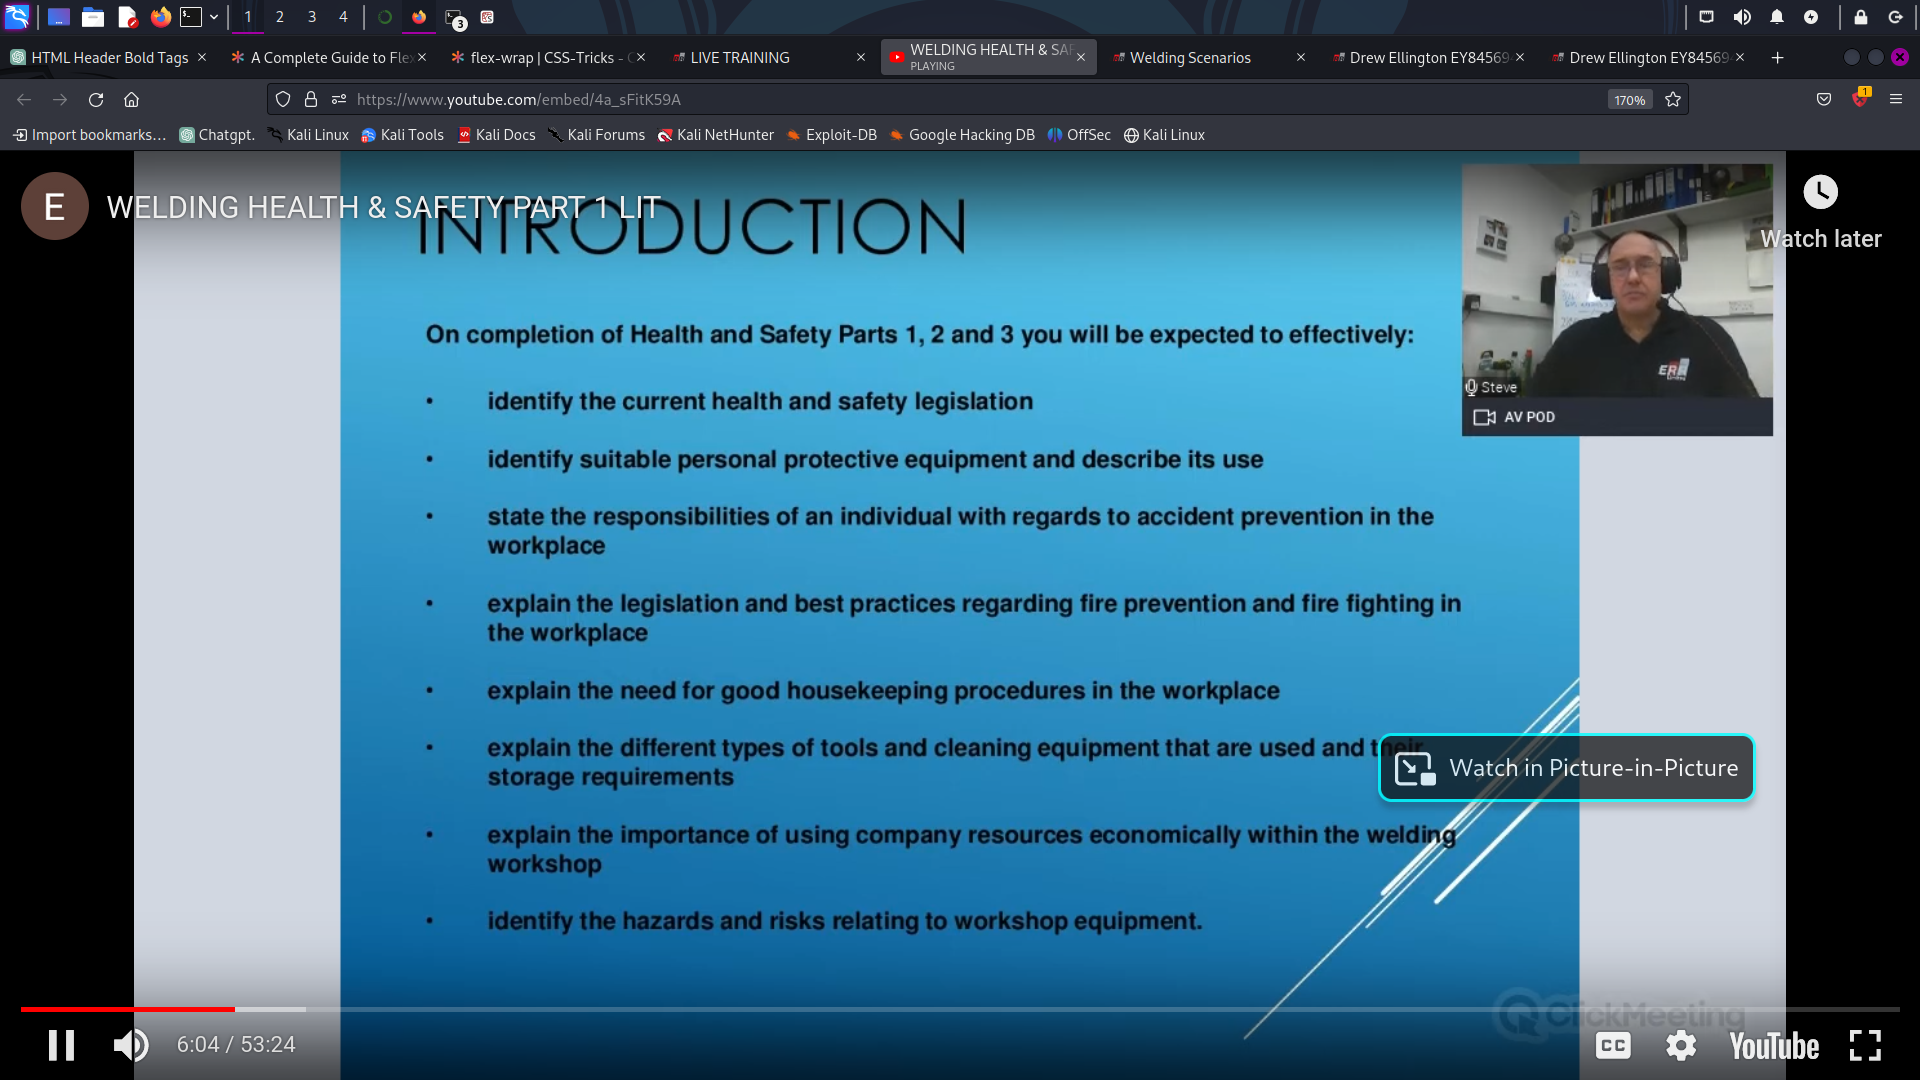 1 2 3 4 3
HTML Header Bold Tags
A Complete Guide to Fle
flex-wrap | CSS-Tricks - C
LIVE TRAINING
WELDING HEALTH & SAF
PLAYING
Welding Scenarios
Drew Ellington EY84569
Drew Ellington EY84569
https://www.youtube.com/embed/4a_sFitK59A
170%
1
Import bookmarks...
Chatgpt.
Kali Linux
Kali Tools
Kali Docs
Kali Forums
Kali NetHunter
Exploit-DB
Google Hacking DB
OffSec
Kali Linux
E
WELDING HEALTH & SAFETY PART 1 LIT
INTRODUCTION
Watch later
On completion of Health and Safety Parts 1, 2 and 3 you will be expected to effectively:
• identify the current health and safety legislation
• identify suitable personal protective equipment and describe its use
• state the responsibilities of an individual with regards to accident prevention in the
workplace
• explain the legislation and best practices regarding fire prevention and fire fighting in
the workplace
• explain the need for good housekeeping procedures in the workplace
• explain the different types of tools and cleaning equipment that are used and their
storage requirements
• explain the importance of using company resources economically within the welding
workshop
• identify the hazards and risks relating to workshop equipment.
Steve
AV POD
Watch in Picture-in-Picture
ClickMeeting
6:04 / 53:24
CC
YouTube